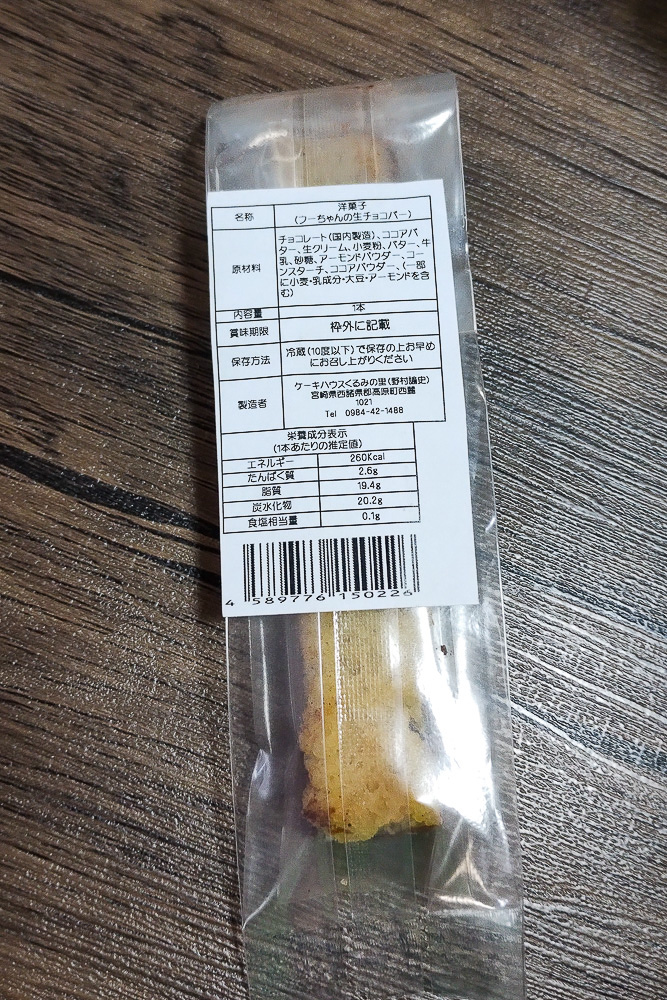 名称
洋菓子
(フーちゃんの生チョコバー)
原材料
チョコレート(国内製造)、ココアバ
ター、生クリーム、小麦粉、バター、牛
乳、砂糖、アーモンドパウダー、コー
ンスターチ、ココアパウダー、(一部
に小麦・乳成分・大豆・アーモンドを含
む)
内容量
1本
賞味期限
枠外に記載
保存方法
冷蔵(10度以下)で保存の上お早め
にお召し上がりください
製造者
ケーキハウスくるみの里(野村諭史)
宮崎県西諸県郡高原町西麓
1021
Tel 0984-42-1488
栄養成分表示
(1本あたりの推定値)
エネルギー 260Kcal
たんぱく質 2.6g
脂質 19.4g
炭水化物 20.2g
食塩相当量 0.1g
4 589776 150226